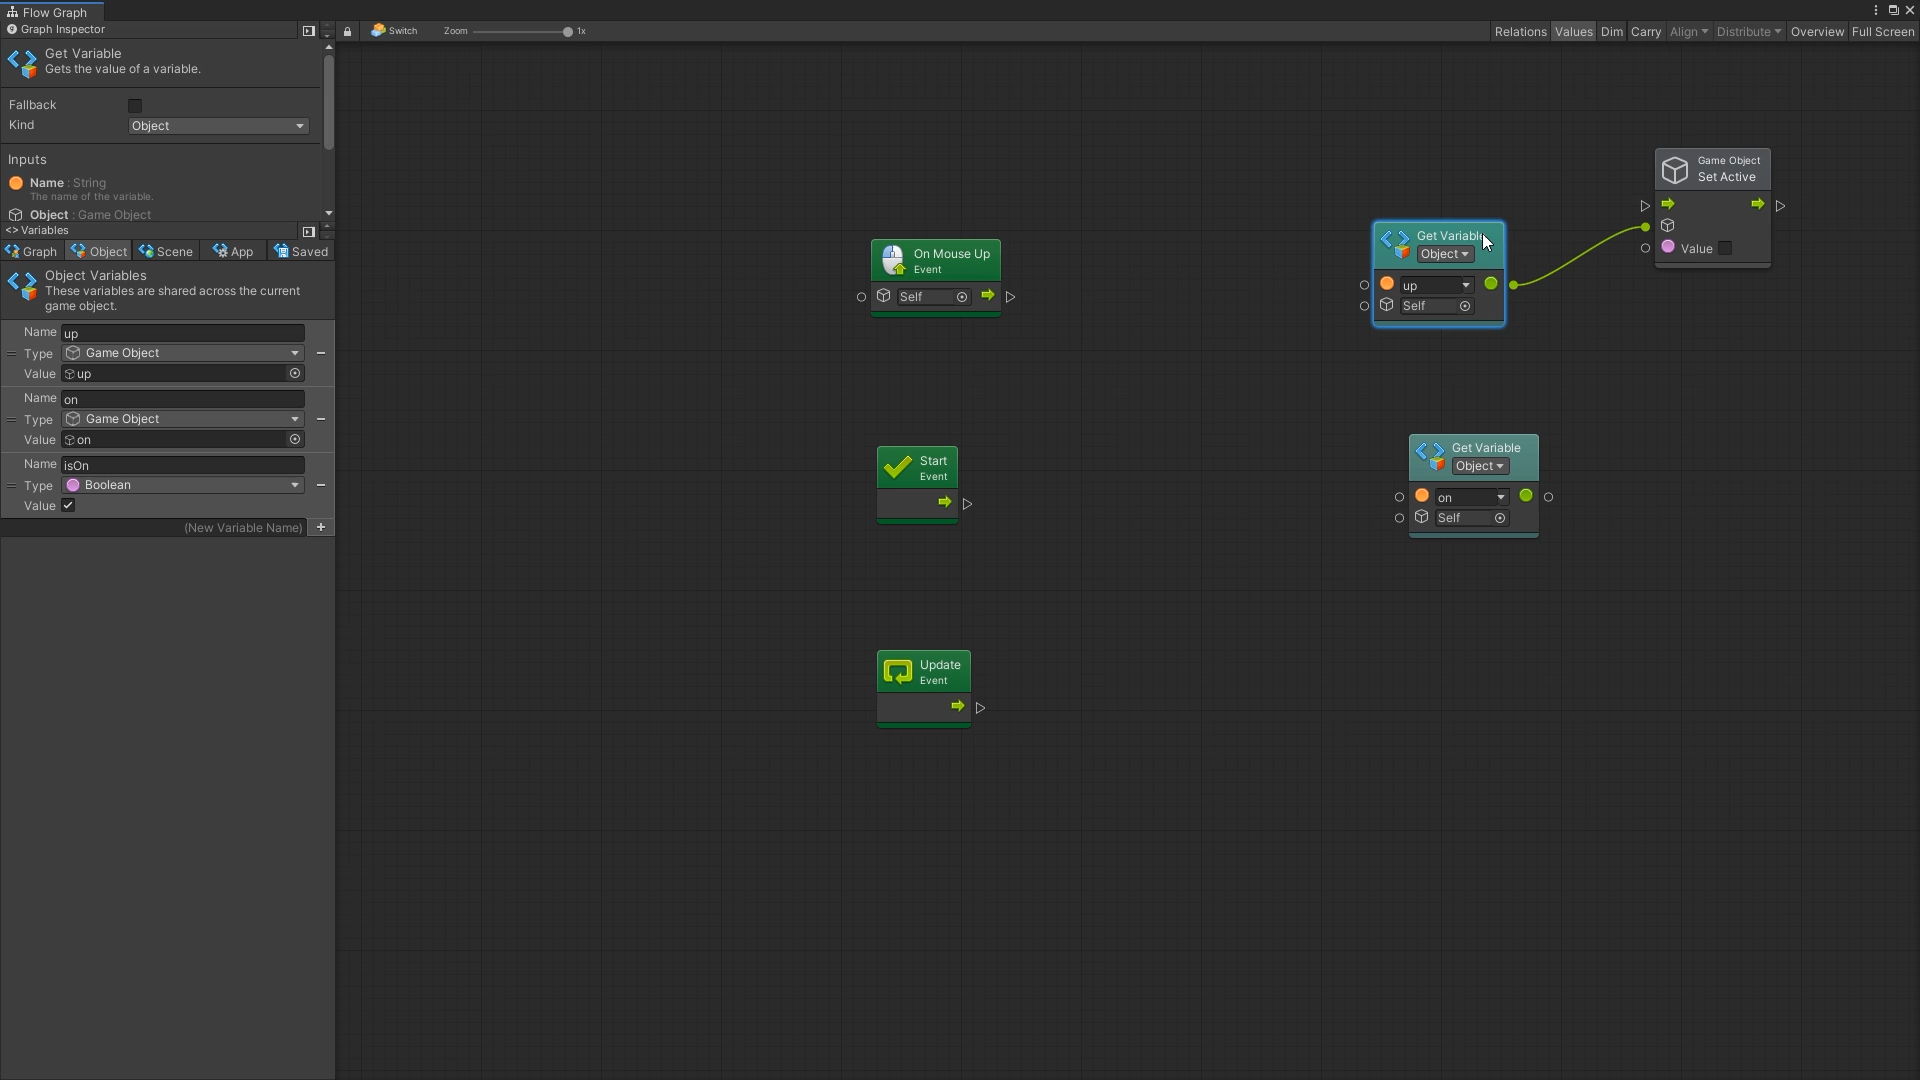 Flow Graph
Graph Inspector
Switch
Zoom
1x
Relations
Values
Dim
Carry
Align
Distribute
Overview
Full Screen
Get Variable
Gets the value of a variable.
Fallback
Kind
Object
Inputs
Name : String
The name of the variable.
Object : Game Object
<> Variables
Graph
Object
Scene
App
Saved
Object Variables
These variables are shared across the current
game object.
Name up
Type Game Object
Value up
Name on
Type Game Object
Value on
Name isOn
Type Boolean
Value
(New Variable Name)
On Mouse Up
Event
Self
Start
Event
Update
Event
Get Variable
Object
up
Self
Game Object
Set Active
Value
Get Variable
Object
on
Self